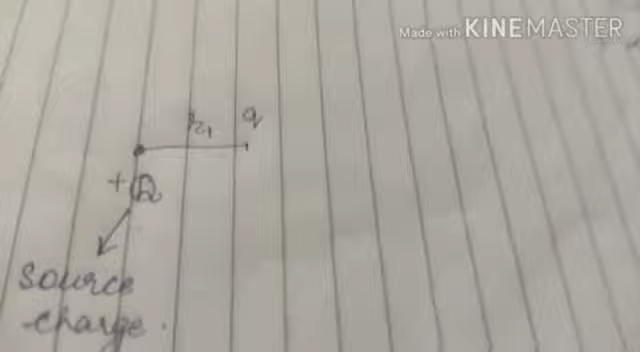 Made with KINEMASTER
r₁ q
+Q
source
charge.